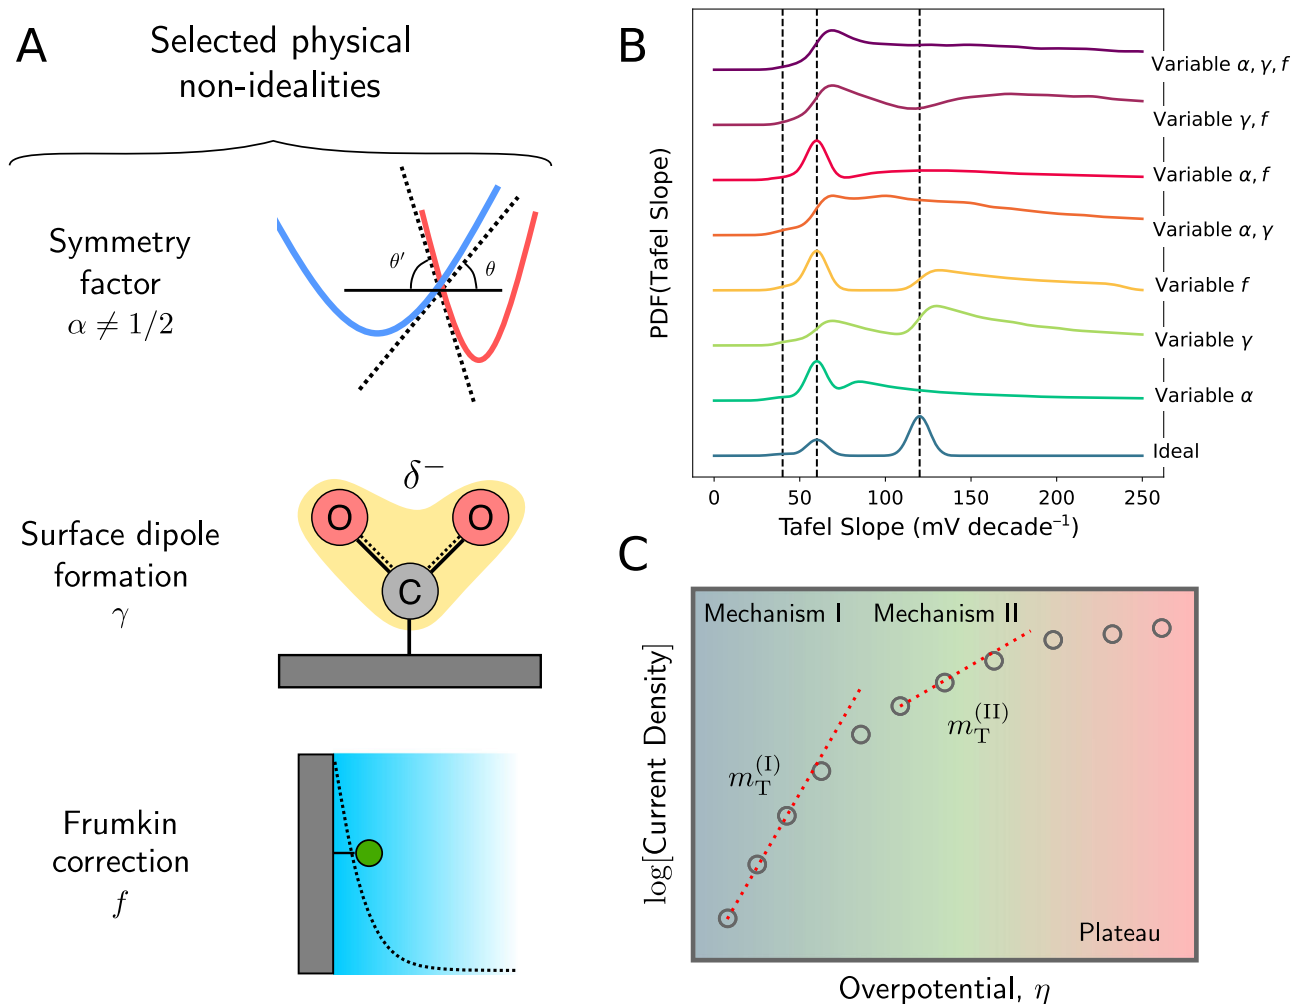 A
Selected physical
non-idealities
Symmetry
factor
α ≠ 1/2
θ′
θ
Surface dipole
formation
γ
δ⁻
O
O
C
Frumkin
correction
f
B
PDF(Tafel Slope)
Variable α, γ, f
Variable γ, f
Variable α, f
Variable α, γ
Variable f
Variable γ
Variable α
Ideal
0 50 100 150 200 250
Tafel Slope (mV decade⁻¹)
C
log[Current Density]
Mechanism I
Mechanism II
m_T^(I)
m_T^(II)
Plateau
Overpotential, η